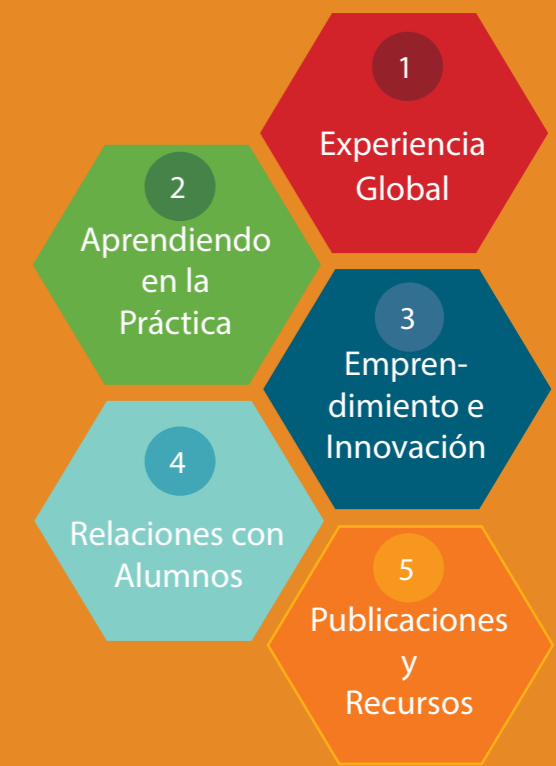 1
Experiencia
Global
2
Aprendiendo
en la
Práctica
3
Empren-
dimiento e
Innovación
4
Relaciones con
Alumnos
5
Publicaciones
y
Recursos